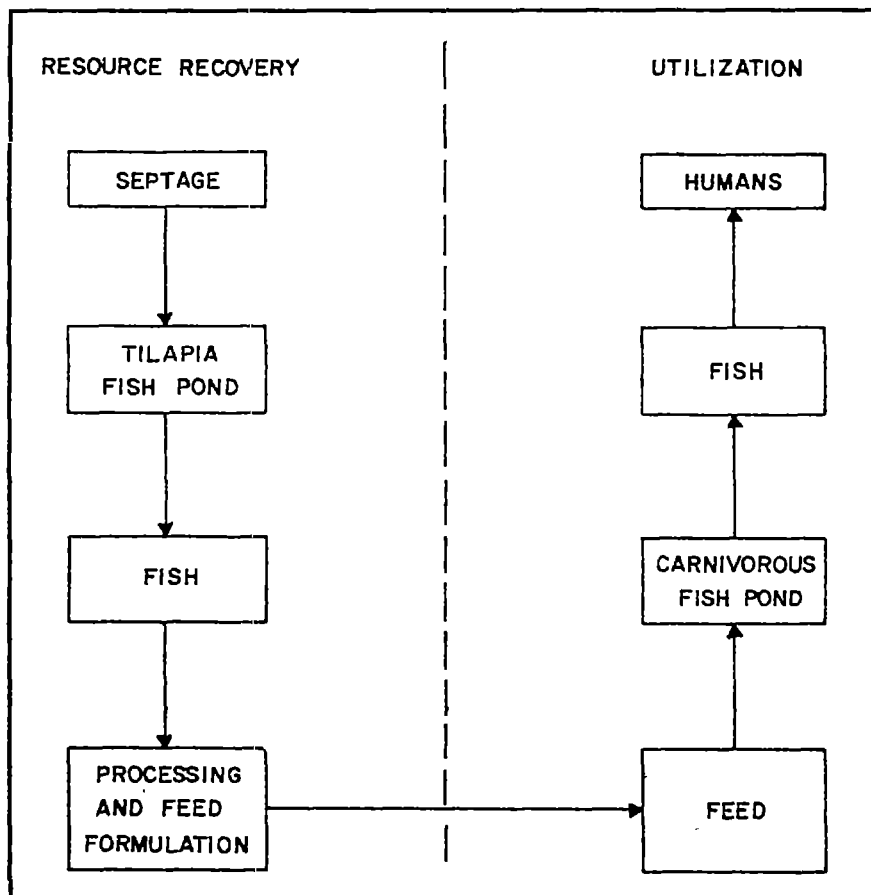 RESOURCE RECOVERY
SEPTAGE
TILAPIA
FISH POND
FISH
PROCESSING
AND FEED
FORMULATION
UTILIZATION
HUMANS
FISH
CARNIVOROUS
FISH POND
FEED